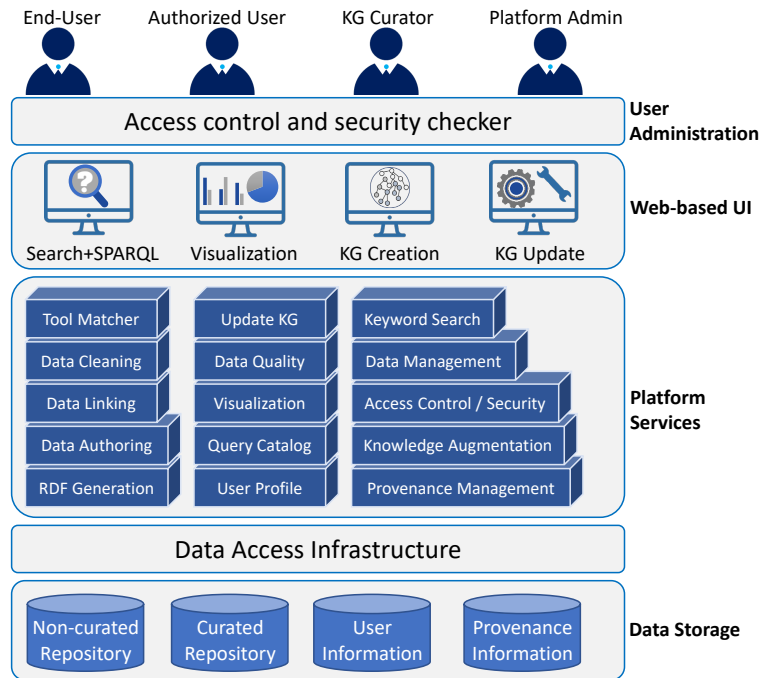 End-User
Authorized User
KG Curator
Platform Admin
Access control and security checker
User
Administration
?
Search+SPARQL
Visualization
KG Creation
KG Update
Web-based UI
Tool Matcher
Update KG
Keyword Search
Data Cleaning
Data Quality
Data Management
Data Linking
Visualization
Access Control / Security
Data Authoring
Query Catalog
Knowledge Augmentation
RDF Generation
User Profile
Provenance Management
Platform
Services
Data Access Infrastructure
Non-curated
Repository
Curated
Repository
User
Information
Provenance
Information
Data Storage